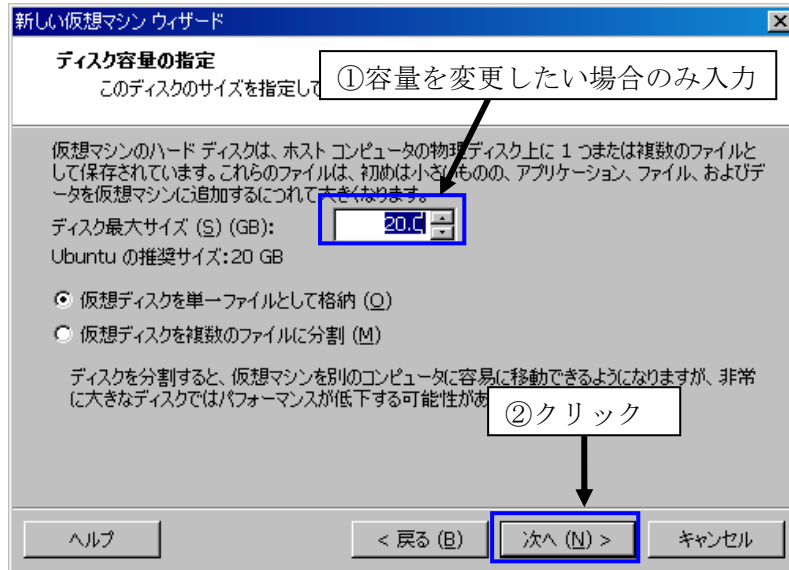 新しい仮想マシン ウィザード
ディスク容量の指定
このディスクのサイズを指定して
①容量を変更したい場合のみ入力
仮想マシンのハード ディスクは、ホスト コンピュータの物理ディスク上に 1 つまたは複数のファイルと
して保存されています。これらのファイルは、初めは小さいものの、アプリケーション、ファイル、およびデ
ータを仮想マシンに追加するにつれて大きくなります。
ディスク最大サイズ (S) (GB): 20.0
Ubuntu の推奨サイズ:20 GB
仮想ディスクを単一ファイルとして格納 (O)
仮想ディスクを複数のファイルに分割 (M)
ディスクを分割すると、仮想マシンを別のコンピュータに容易に移動できるようになりますが、非常
に大きなディスクではパフォーマンスが低下する可能性があ
②クリック
ヘルプ
< 戻る (B)
次へ (N) >
キャンセル